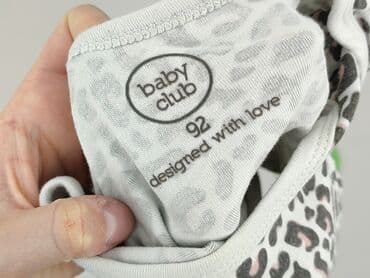 baby
club
92
designed with love